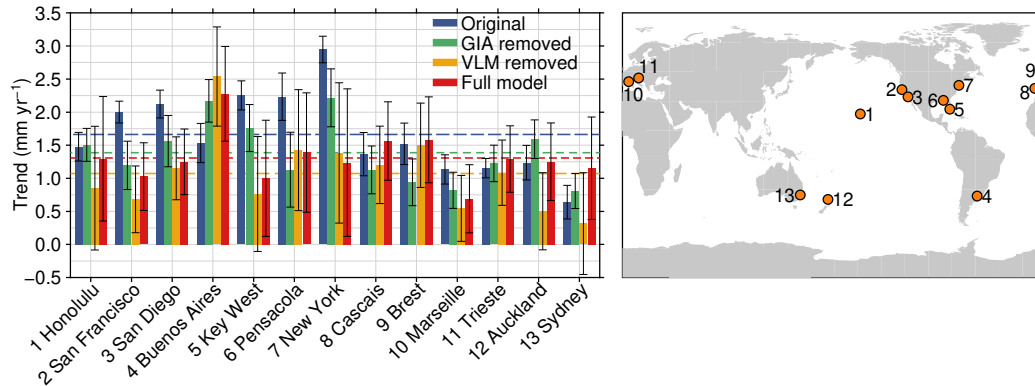 Trend (mm yr⁻¹)
3.5
3.0
2.5
2.0
1.5
1.0
0.5
0.0
−0.5
Original
GIA removed
VLM removed
Full model
1 Honolulu
2 San Francisco
3 San Diego
4 Buenos Aires
5 Key West
6 Pensacola
7 New York
8 Cascais
9 Brest
10 Marseille
11 Trieste
12 Auckland
13 Sydney
11
10
9
8
7
2
3
6
5
1
13
12
4